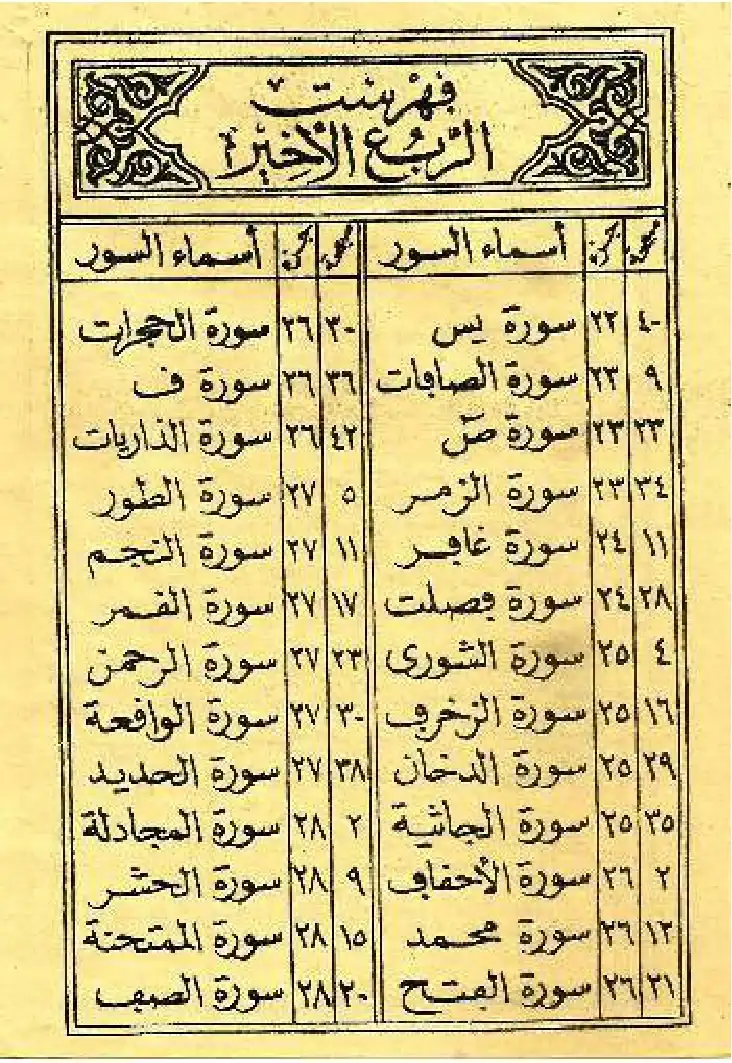 فهرست
الربع الأخير
جزء أسماء السور جزء أسماء السور
٤٠ ٢٢ سورة يس ٣٠ ٢٦ سورة الحجرات
٩ ٢٣ سورة الصافات ٣٦ ٢٦ سورة ق
٢٣ ٢٣ سورة صٓ ٤٢ ٢٦ سورة الذاريات
٣٤ ٢٣ سورة الزمر ٥ ٢٧ سورة الطور
١١ ٢٤ سورة غافر ١١ ٢٧ سورة النجم
٢٨ ٢٤ سورة فصلت ١٧ ٢٧ سورة القمر
٤ ٢٥ سورة الشورى ٢٣ ٢٧ سورة الرحمن
١٦ ٢٥ سورة الزخرف ٣٠ ٢٧ سورة الواقعة
٢٩ ٢٥ سورة الدخان ٣٨ ٢٧ سورة الحديد
٣٥ ٢٥ سورة الجاثية ٢ ٢٨ سورة المجادلة
٢ ٢٦ سورة الأحقاف ٩ ٢٨ سورة الحشر
١٢ ٢٦ سورة محمد ١٥ ٢٨ سورة الممتحنة
٢١ ٢٦ سورة الفتح ٢٠ ٢٨ سورة الصف